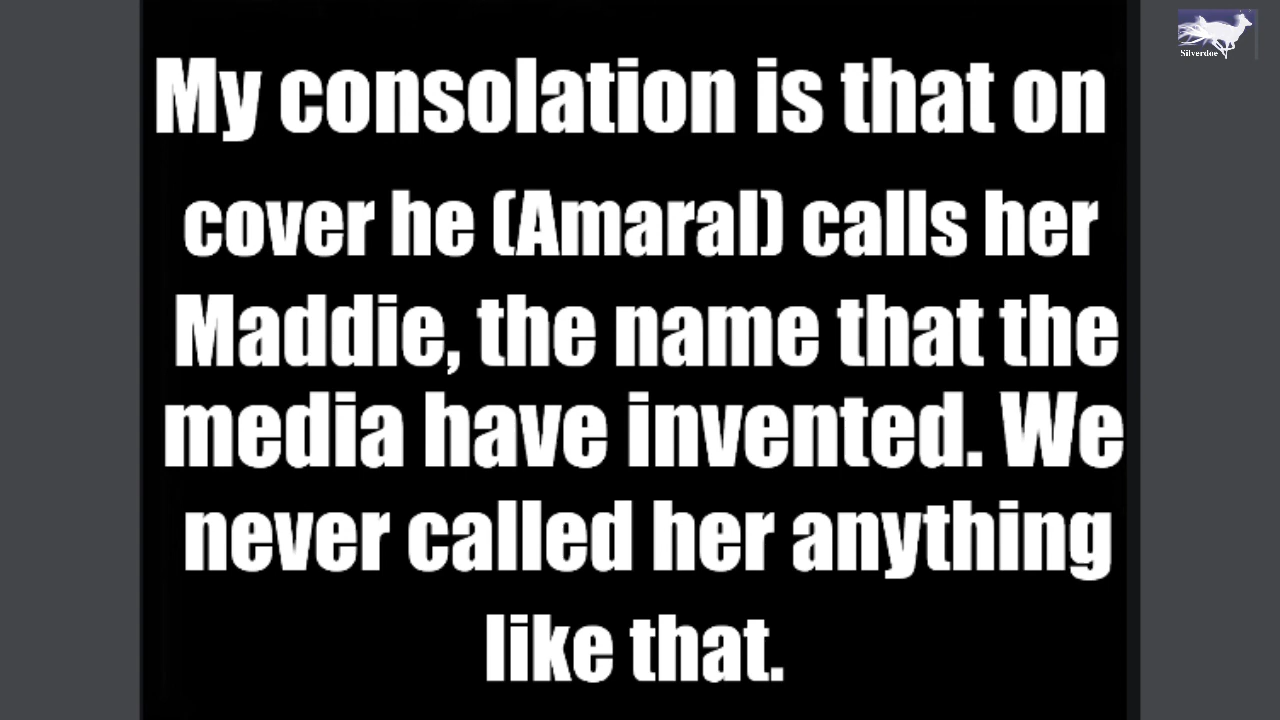 Silverdoe
My consolation is that on
cover he (Amaral) calls her
Maddie, the name that the
media have invented. We
never called her anything
like that.